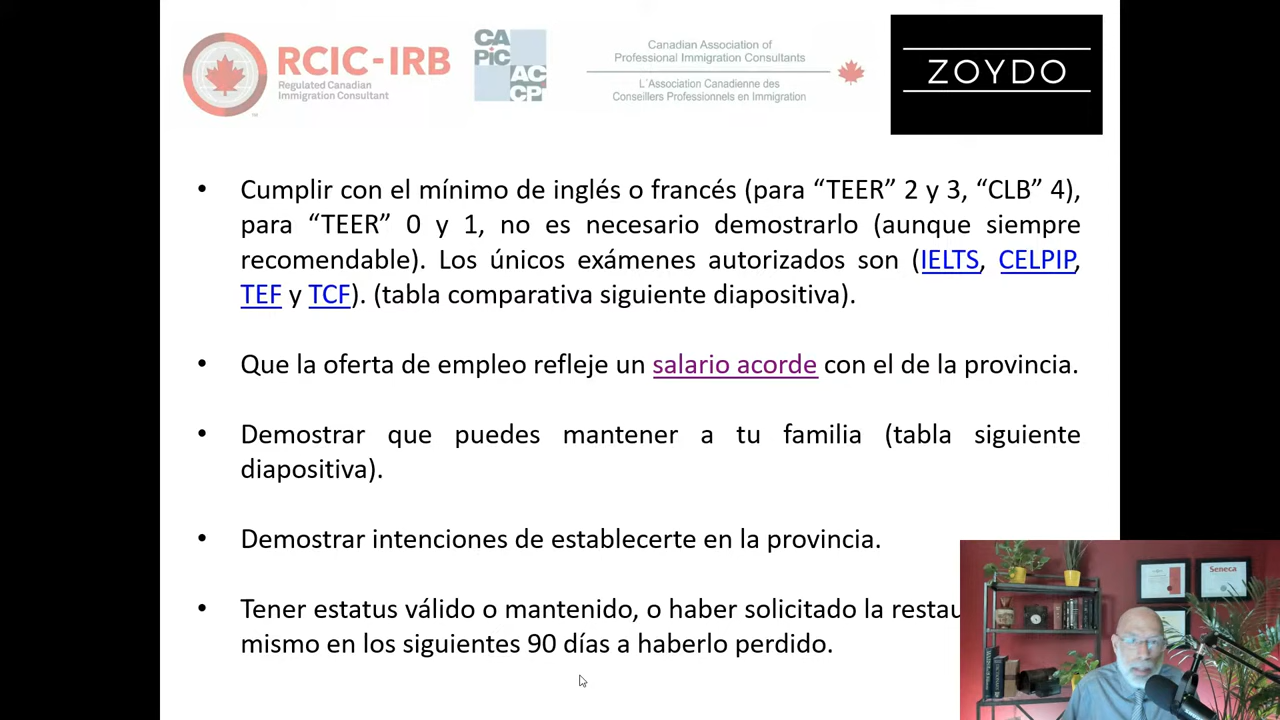 RCIC-IRB
Regulated Canadian
Immigration Consultant
CA
PiC
AC
CP
Canadian Association of
Professional Immigration Consultants
L´Association Canadienne des
Conseillers Professionnels en Immigration
ZOYDO
• Cumplir con el mínimo de inglés o francés (para “TEER” 2 y 3, “CLB” 4),
para “TEER” 0 y 1, no es necesario demostrarlo (aunque siempre
recomendable). Los únicos exámenes autorizados son (IELTS, CELPIP,
TEF y TCF). (tabla comparativa siguiente diapositiva).
• Que la oferta de empleo refleje un salario acorde con el de la provincia.
• Demostrar que puedes mantener a tu familia (tabla siguiente
diapositiva).
• Demostrar intenciones de establecerte en la provincia.
• Tener estatus válido o mantenido, o haber solicitado la restau
mismo en los siguientes 90 días a haberlo perdido.
Seneca